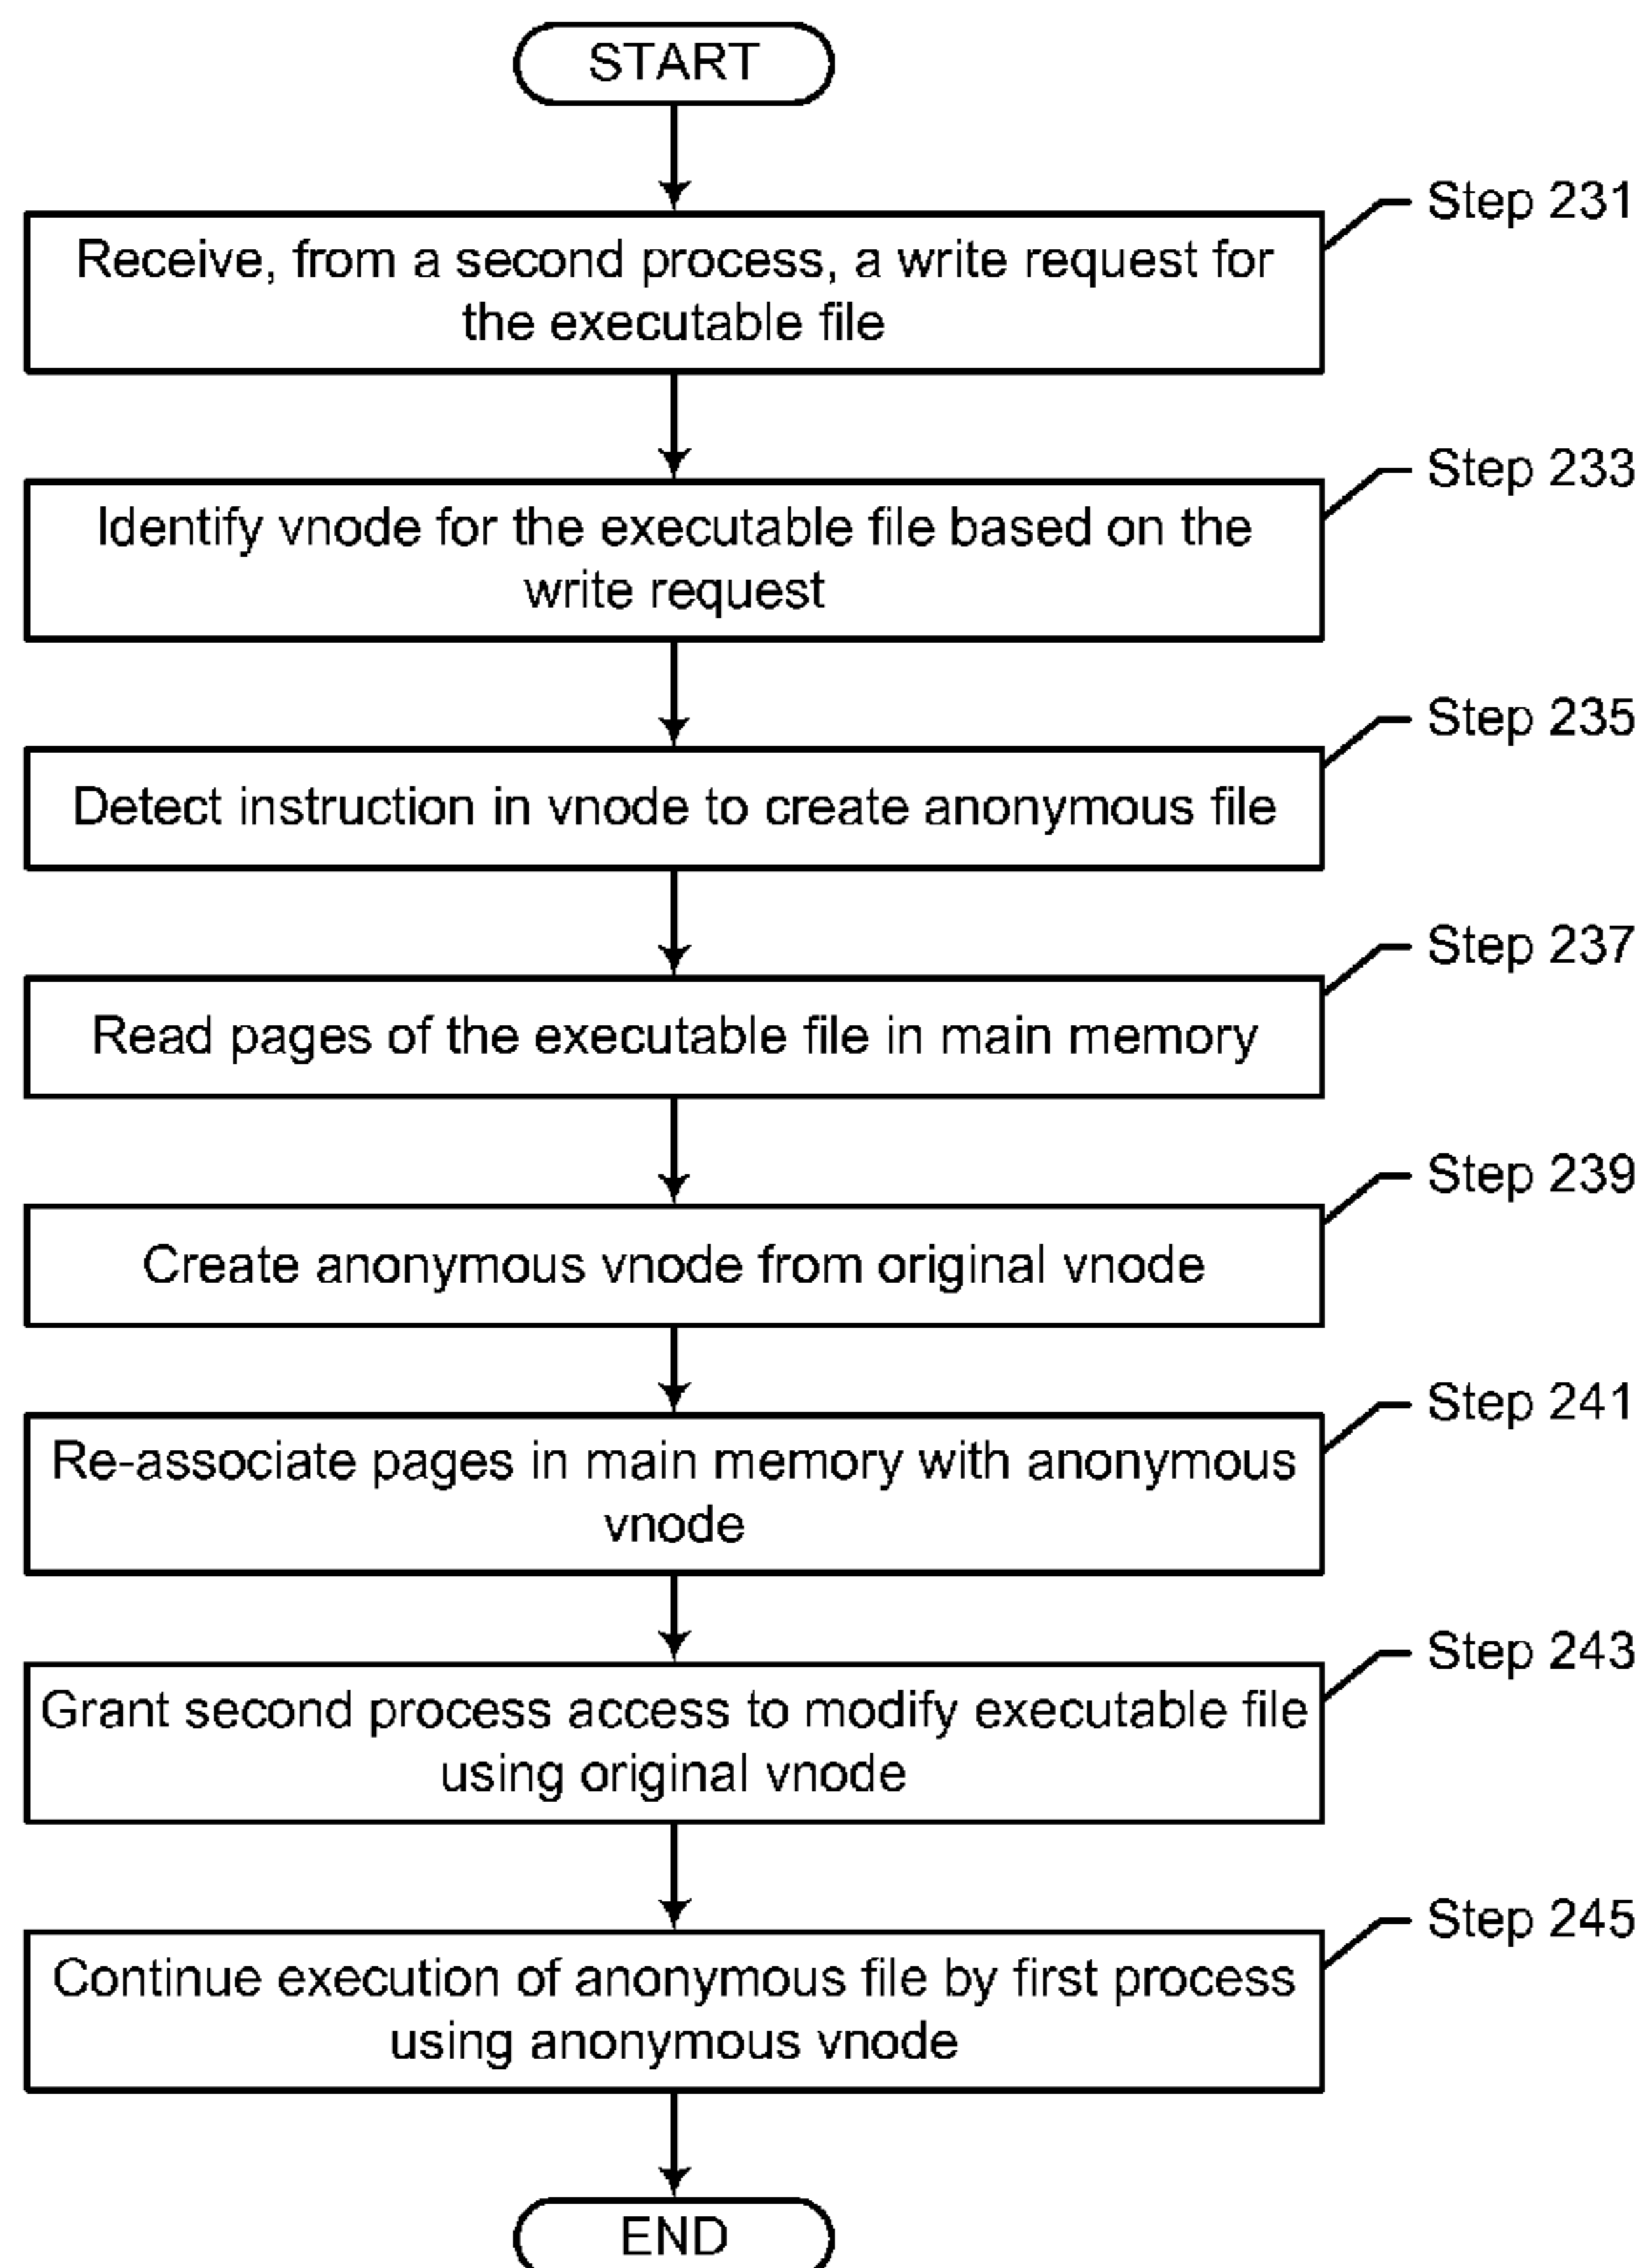 START
Step 231
Receive, from a second process, a write request for
the executable file
Step 233
Identify vnode for the executable file based on the
write request
Step 235
Detect instruction in vnode to create anonymous file
Step 237
Read pages of the executable file in main memory
Step 239
Create anonymous vnode from original vnode
Step 241
Re-associate pages in main memory with anonymous
vnode
Step 243
Grant second process access to modify executable file
using original vnode
Step 245
Continue execution of anonymous file by first process
using anonymous vnode
END